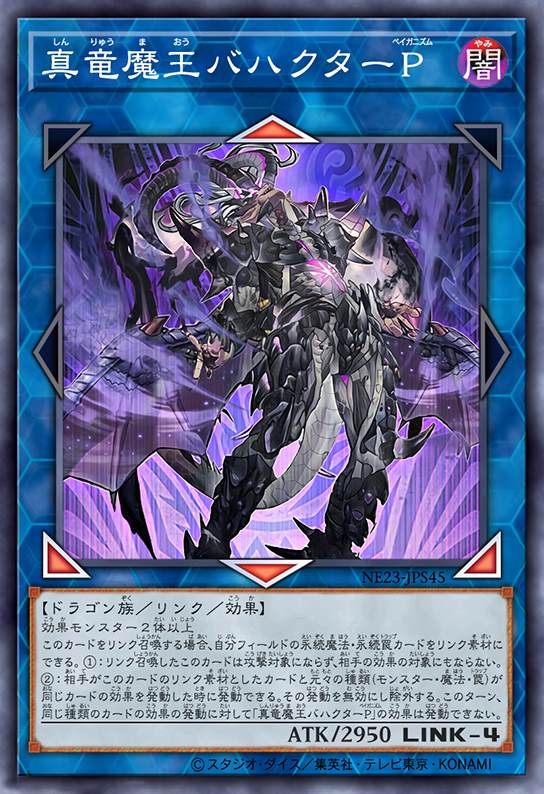 真竜魔王バハクターP
闇
NE23-JPS45
【ドラゴン族／リンク／効果】
効果モンスター２体以上
このカードをリンク召喚する場合、自分フィールドの永続魔法・永続罠カードをリンク素材に
できる。①：リンク召喚したこのカードは攻撃対象にならず、相手の効果の対象にもならない。
②：相手がこのカードのリンク素材としたカードと元々の種類(モンスター・魔法・罠)が
同じカードの効果を発動した時に発動できる。その発動を無効にし除外する。このターン、
同じ種類のカードの効果の発動に対して「真竜魔王バハクターP」の効果は発動できない。
ATK/2950 LINK-4
©スタジオ・ダイス/集英社・テレビ東京・KONAMI